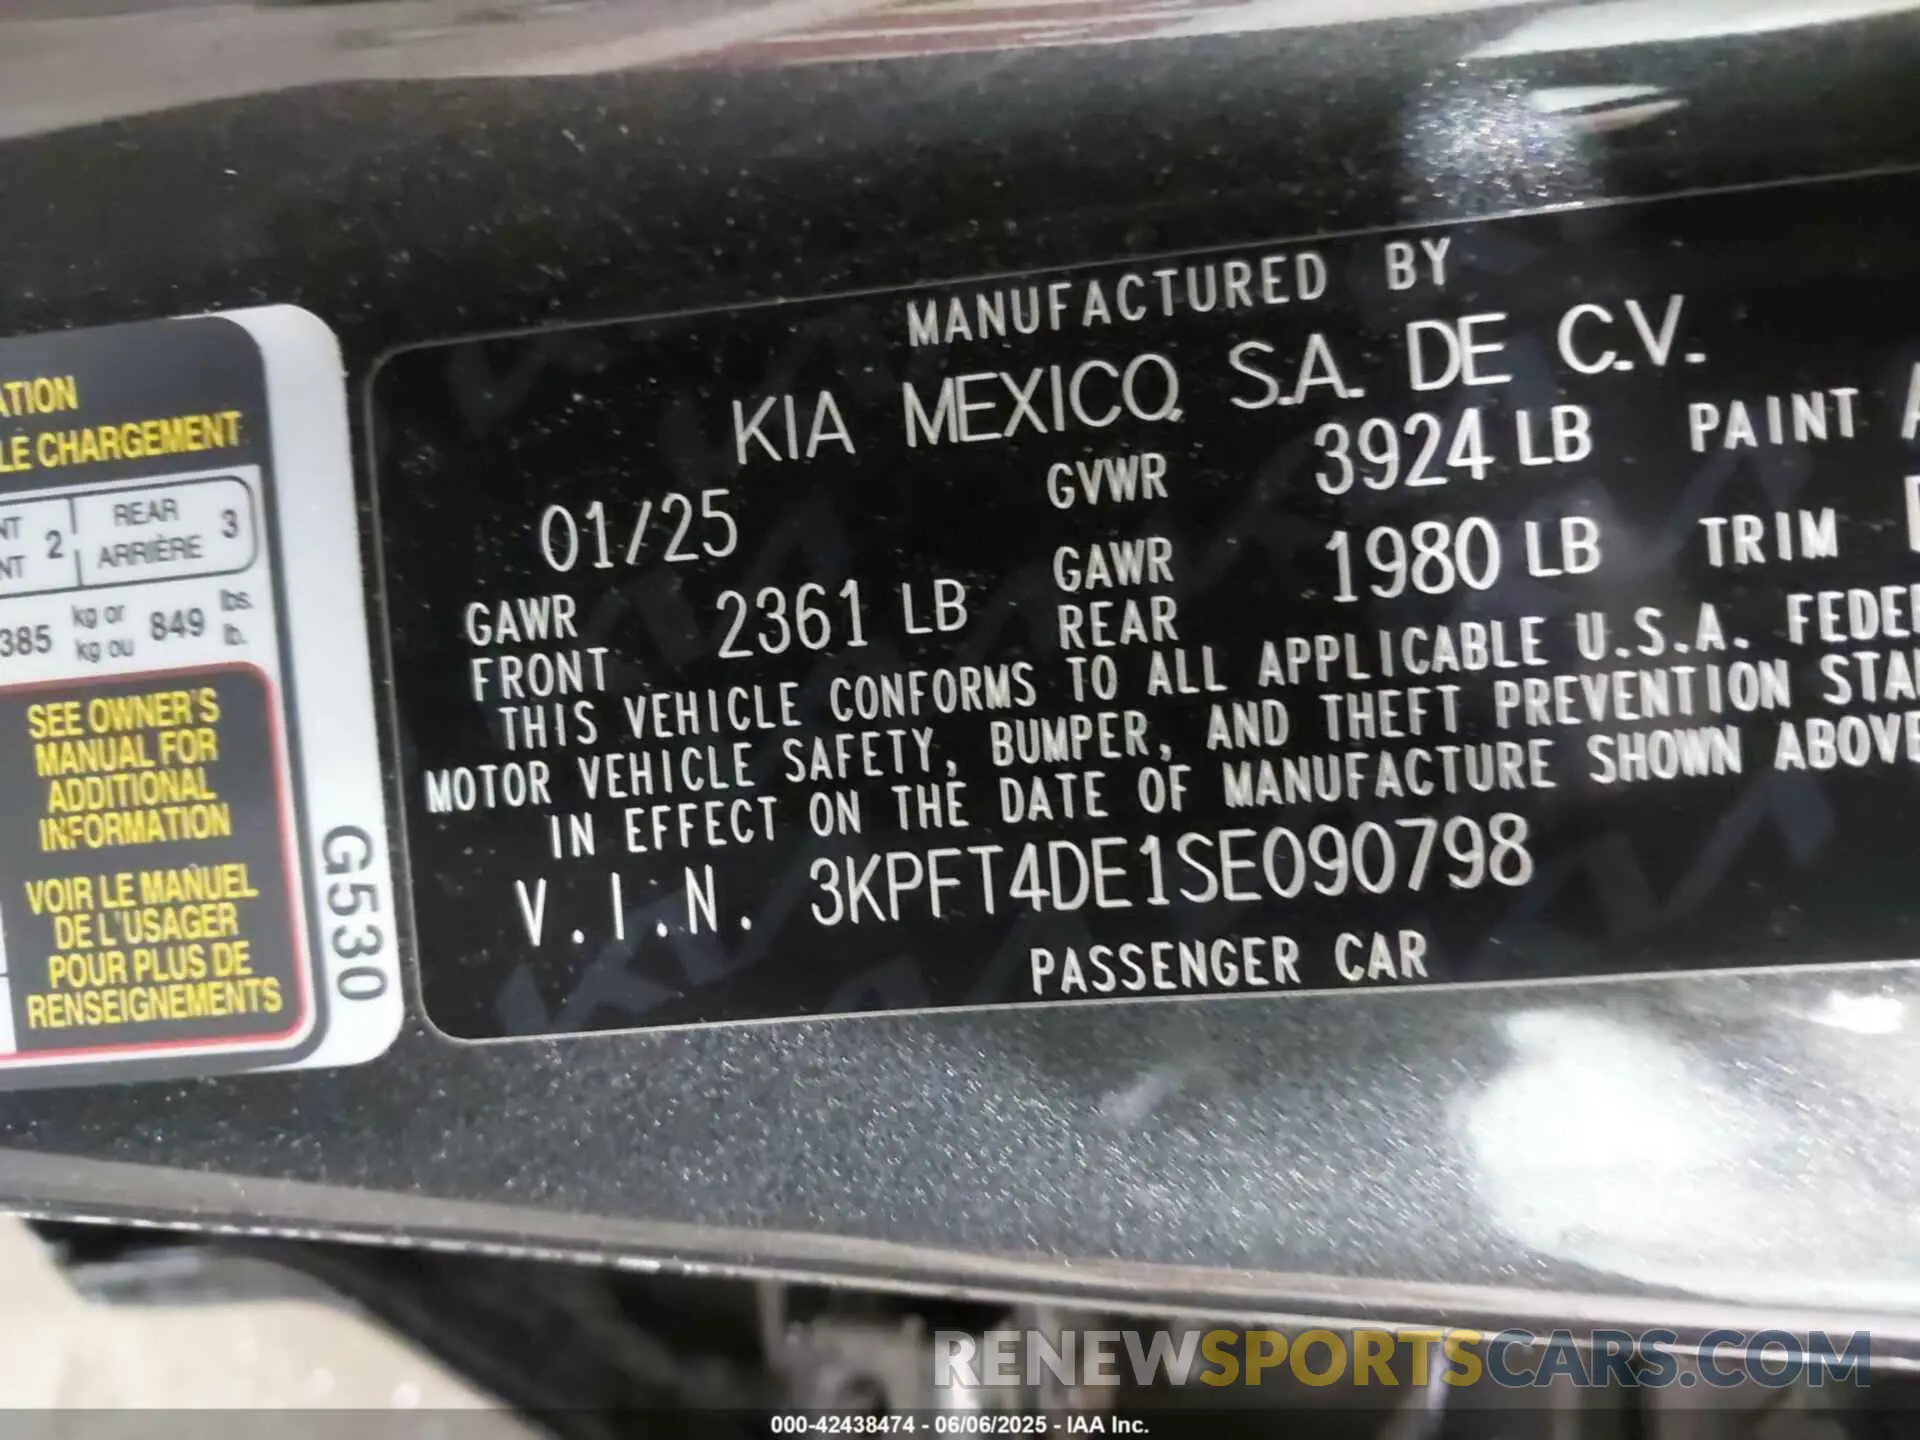 LE CHARGEMENT
2 REAR 3
ARRIÈRE
385 kg or 849 lbs.
kg ou lb.
SEE OWNER'S
MANUAL FOR
ADDITIONAL
INFORMATION
VOIR LE MANUEL
DE L'USAGER
POUR PLUS DE
RENSEIGNEMENTS
G530
MANUFACTURED BY
KIA MEXICO, S.A. DE C.V.
01/25 GVWR 3924 LB PAINT
GAWR FRONT 2361 LB GAWR REAR 1980 LB TRIM
THIS VEHICLE CONFORMS TO ALL APPLICABLE U.S.A.
MOTOR VEHICLE SAFETY, BUMPER, AND THEFT PREVENTION
IN EFFECT ON THE DATE OF MANUFACTURE SHOWN ABOVE
V.I.N. 3KPFT4DE1SE090798
PASSENGER CAR
RENEWSPORTSCARS.COM
000-42438474 - 06/06/2025 - IAA Inc.